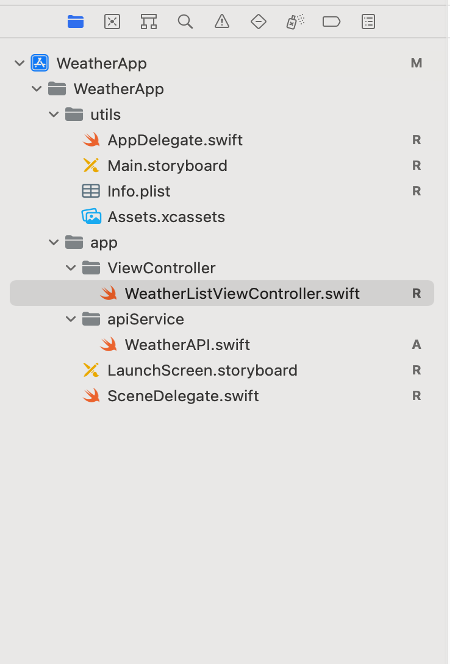 WeatherApp M
WeatherApp
utils
AppDelegate.swift R
Main.storyboard R
Info.plist R
Assets.xcassets
app
ViewController
WeatherListViewController.swift R
apiService
WeatherAPI.swift A
LaunchScreen.storyboard R
SceneDelegate.swift R